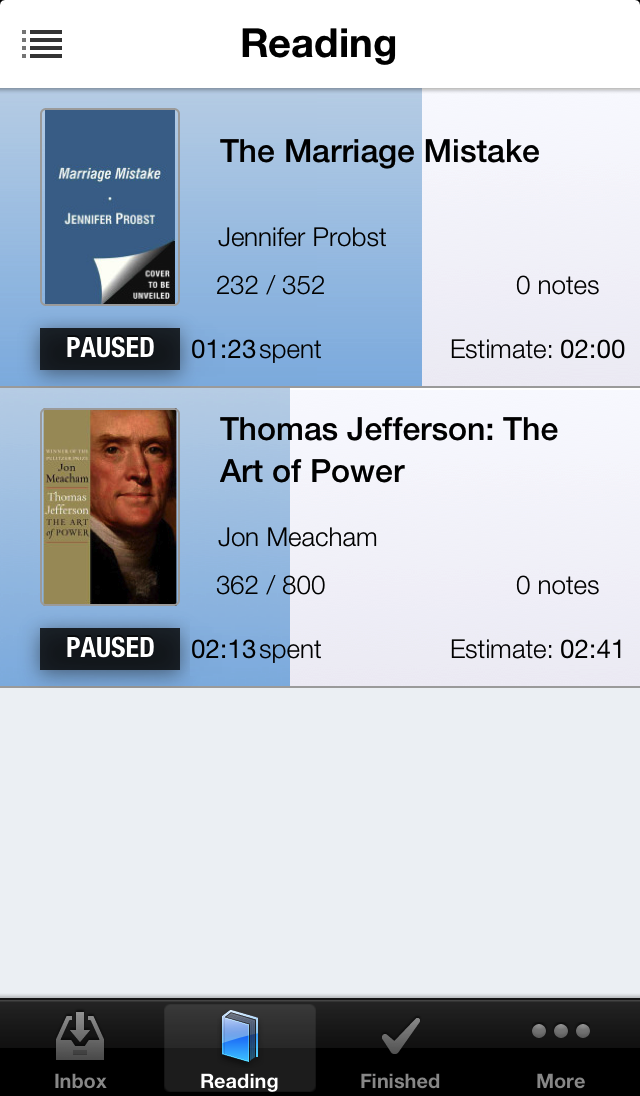 Reading
Marriage Mistake
JENNIFER PROBST
COVER
TO BE
UNVEILED
The Marriage Mistake
Jennifer Probst
232 / 352
0 notes
PAUSED
01:23 spent
Estimate: 02:00
WINNER OF THE
PULITZER PRIZE
Jon
Meacham
Thomas
Jefferson
THE ART
of POWER
Thomas Jefferson: The
Art of Power
Jon Meacham
362 / 800
0 notes
PAUSED
02:13 spent
Estimate: 02:41
Inbox
Reading
Finished
More